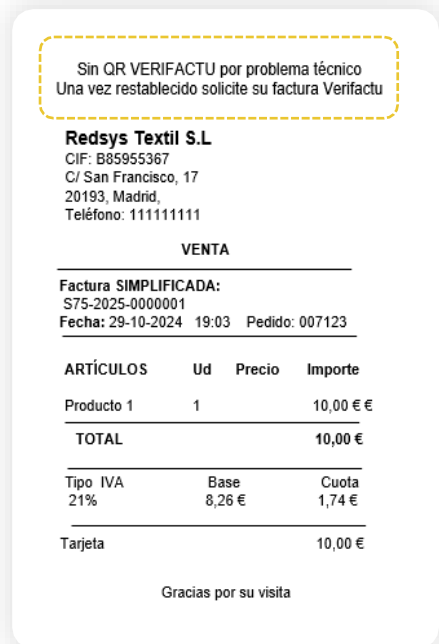 Sin QR VERIFACTU por problema técnico
Una vez restablecido solicite su factura Verifactu
Redsys Textil S.L
CIF: B85955367
C/ San Francisco, 17
20193, Madrid,
Teléfono: 111111111
VENTA
Factura SIMPLIFICADA:
S75-2025-0000001
Fecha: 29-10-2024 19:03 Pedido: 007123
ARTÍCULOS Ud Precio Importe
Producto 1 1 10,00 € €
TOTAL 10,00 €
Tipo IVA Base Cuota
21% 8,26 € 1,74 €
Tarjeta 10,00 €
Gracias por su visita